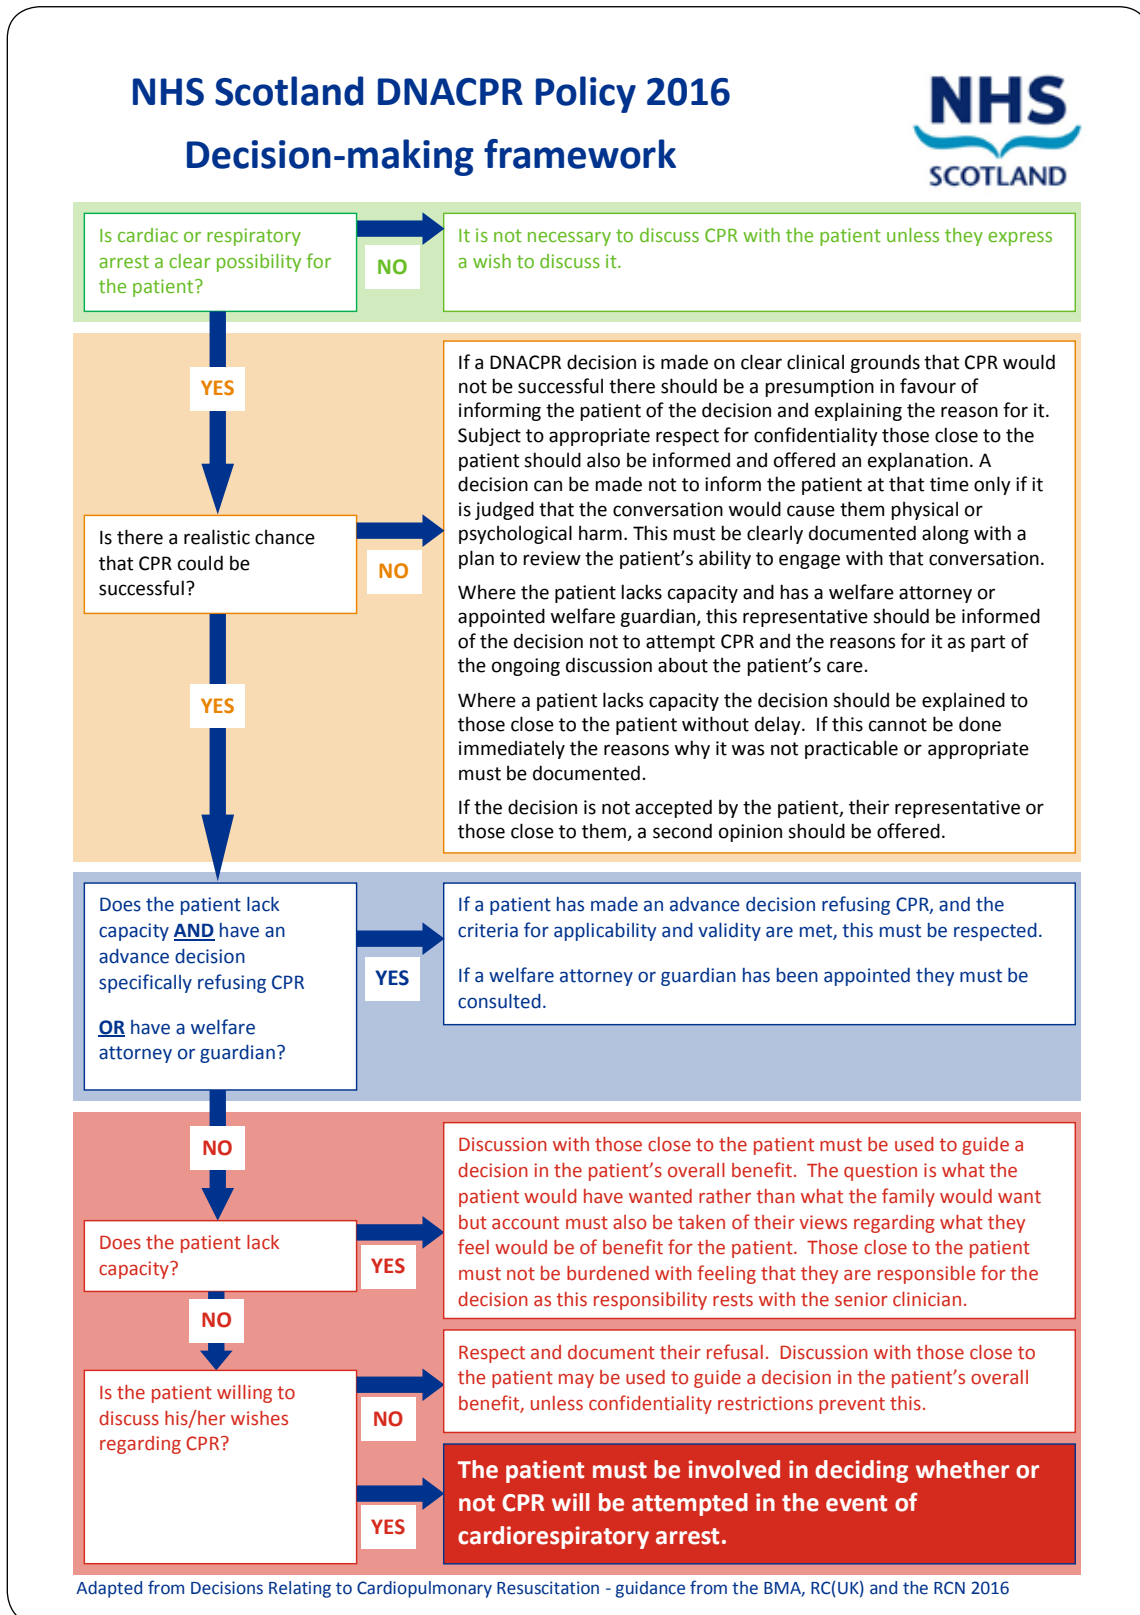 NHS Scotland DNACPR Policy 2016
Decision-making framework
NHS
SCOTLAND
Is cardiac or respiratory
arrest a clear possibility for
the patient?
NO
It is not necessary to discuss CPR with the patient unless they express
a wish to discuss it.
YES
If a DNACPR decision is made on clear clinical grounds that CPR would
not be successful there should be a presumption in favour of
informing the patient of the decision and explaining the reason for it.
Subject to appropriate respect for confidentiality those close to the
patient should also be informed and offered an explanation. A
decision can be made not to inform the patient at that time only if it
is judged that the conversation would cause them physical or
psychological harm. This must be clearly documented along with a
plan to review the patient's ability to engage with that conversation.
Where the patient lacks capacity and has a welfare attorney or
appointed welfare guardian, this representative should be informed
of the decision not to attempt CPR and the reasons for it as part of
the ongoing discussion about the patient's care.
Where a patient lacks capacity the decision should be explained to
those close to the patient without delay. If this cannot be done
immediately the reasons why it was not practicable or appropriate
must be documented.
If the decision is not accepted by the patient, their representative or
those close to them, a second opinion should be offered.
Is there a realistic chance
that CPR could be
successful?
NO
YES
Does the patient lack
capacity AND have an
advance decision
specifically refusing CPR
OR have a welfare
attorney or guardian?
YES
If a patient has made an advance decision refusing CPR, and the
criteria for applicability and validity are met, this must be respected.
If a welfare attorney or guardian has been appointed they must be
consulted.
NO
Does the patient lack
capacity?
YES
Discussion with those close to the patient must be used to guide a
decision in the patient's overall benefit. The question is what the
patient would have wanted rather than what the family would want
but account must also be taken of their views regarding what they
feel would be of benefit for the patient. Those close to the patient
must not be burdened with feeling that they are responsible for the
decision as this responsibility rests with the senior clinician.
NO
Is the patient willing to
discuss his/her wishes
regarding CPR?
NO
Respect and document their refusal. Discussion with those close to
the patient may be used to guide a decision in the patient's overall
benefit, unless confidentiality restrictions prevent this.
YES
The patient must be involved in deciding whether or
not CPR will be attempted in the event of
cardiorespiratory arrest.
Adapted from Decisions Relating to Cardiopulmonary Resuscitation - guidance from the BMA, RC(UK) and the RCN 2016